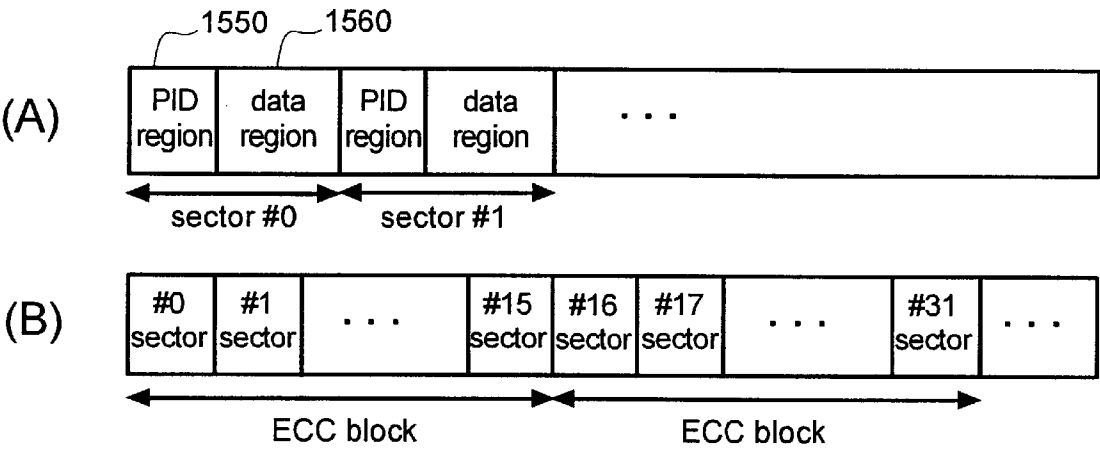 1550 1560
(A)
PID region data region PID region data region . . .
sector #0 sector #1
(B)
#0 sector #1 sector . . . #15 sector #16 sector #17 sector . . . #31 sector . . .
ECC block ECC block